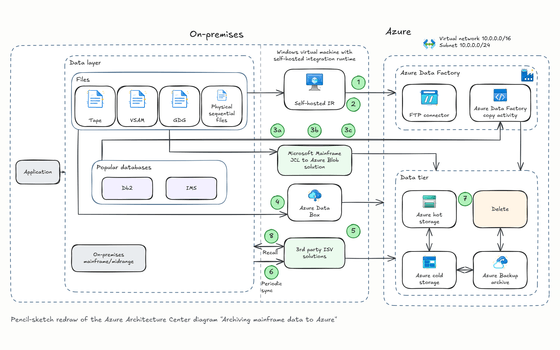 On-premises
Azure
Virtual network 10.0.0.0/16
Subnet 10.0.0.0/24
Windows virtual machine with
self-hosted integration runtime
Data layer
Files
Tape
VSAM
GDG
Physical
sequential
files
Self-hosted IR
1
2
Azure Data Factory
FTP connector
Azure Data Factory
copy activity
3a
3b
3c
Microsoft Mainframe
JCL to Azure Blob
solution
Application
Popular databases
Db2
IMS
Data tier
4
Azure Data
Box
Azure hot
storage
7
Delete
On-premises
mainframe/midrange
8
Recall
5
3rd party ISV
solutions
6
Periodic
sync
Azure cold
storage
Azure Backup
archive
Pencil-sketch redraw of the Azure Architecture Center diagram "Archiving mainframe data to Azure"